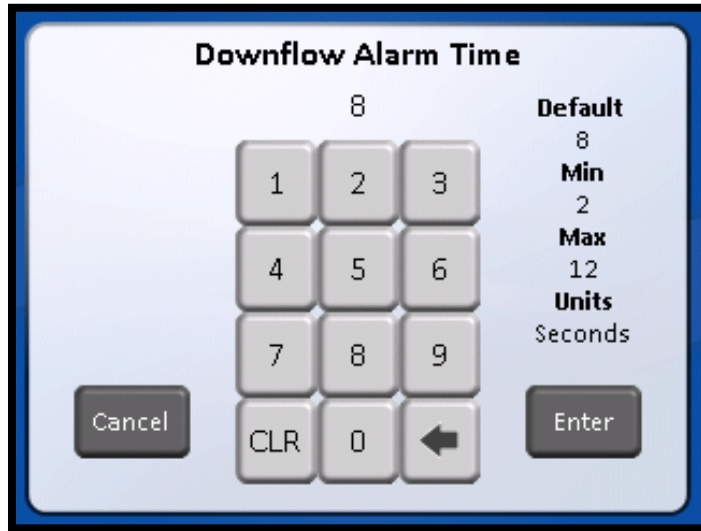 Downflow Alarm Time
8
Default
8
Min
2
Max
12
Units
Seconds
1 2 3
4 5 6
7 8 9
CLR 0
Cancel
Enter